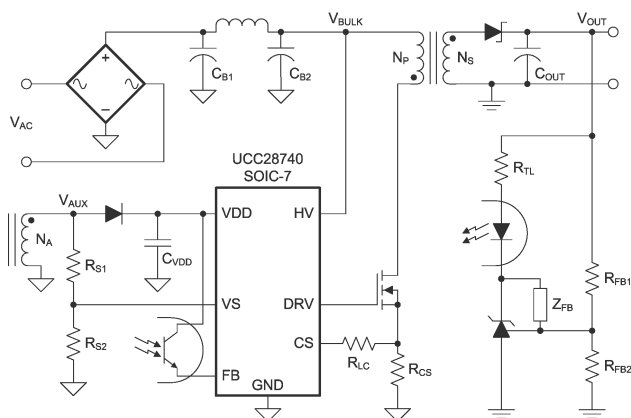 V_BULK
V_OUT
+
N_P
N_S
C_B1
C_B2
C_OUT
V_AC
−
UCC28740
SOIC-7
R_TL
V_AUX
VDD
HV
N_A
C_VDD
R_S1
R_FB1
VS
DRV
Z_FB
R_S2
CS
R_LC
FB
R_CS
R_FB2
GND